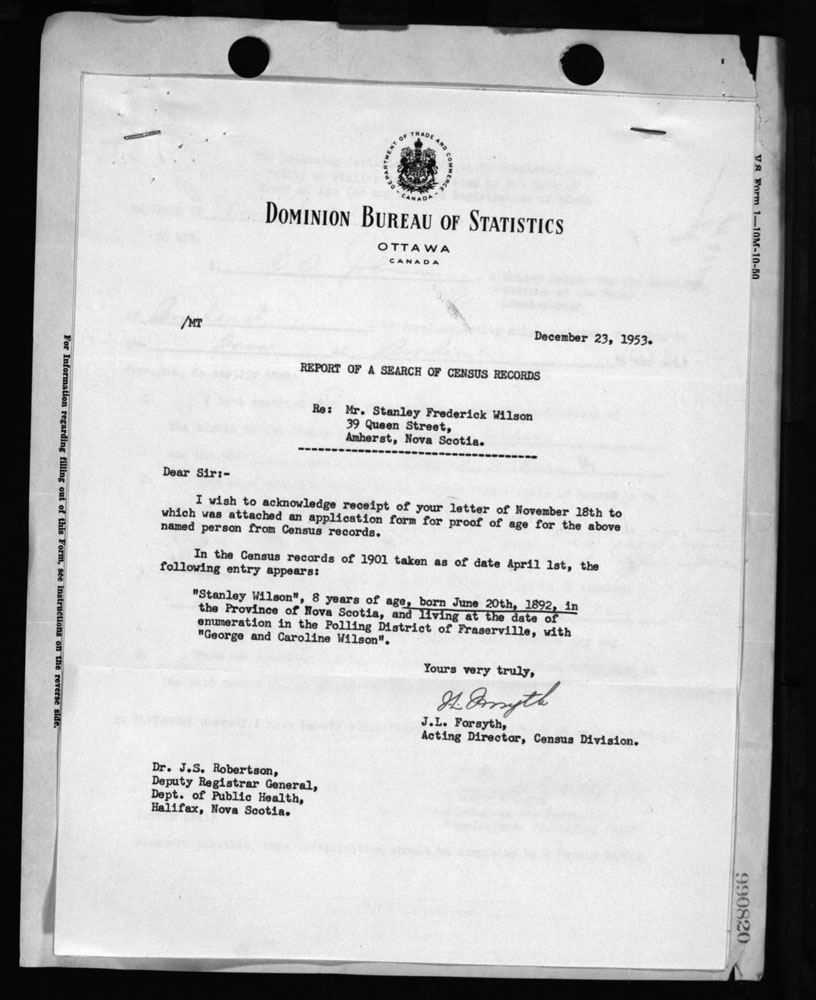 DEPARTMENT OF TRADE AND COMMERCE
CANADA
DOMINION BUREAU OF STATISTICS
OTTAWA
CANADA
/MT
December 23, 1953.
REPORT OF A SEARCH OF CENSUS RECORDS
Re: Mr. Stanley Frederick Wilson
39 Queen Street,
Amherst, Nova Scotia.
Dear Sir:-
I wish to acknowledge receipt of your letter of November 18th to
which was attached an application form for proof of age for the above
named person from Census records.
In the Census records of 1901 taken as of date April 1st, the
following entry appears:
"Stanley Wilson", 8 years of age, born June 20th, 1892, in
the Province of Nova Scotia, and living at the date of
enumeration in the Polling District of Fraserville, with
"George and Caroline Wilson".
Yours very truly,
J.L. Forsyth
J.L. Forsyth,
Acting Director, Census Division.
Dr. J.S. Robertson,
Deputy Registrar General,
Dept. of Public Health,
Halifax, Nova Scotia.
For Information regarding filling out of this Form, see instructions on the reverse side.
V.S. Form 1—10M-10-50
990820